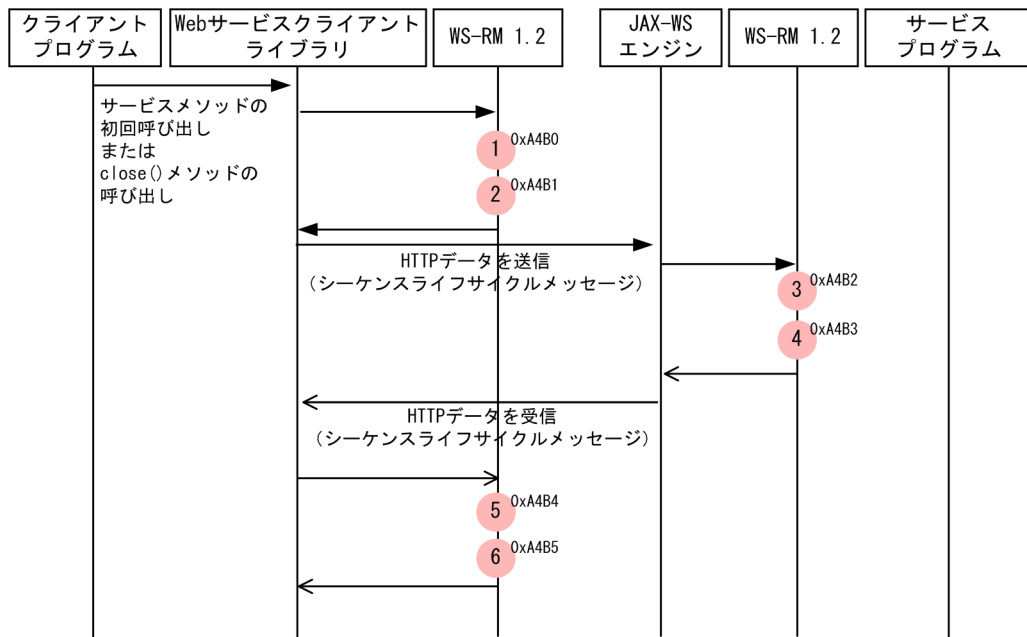 クライアント
プログラム
Webサービスクライアント
ライブラリ
WS-RM 1.2
JAX-WS
エンジン
WS-RM 1.2
サービス
プログラム
サービスメソッドの
初回呼び出し
または
close()メソッドの
呼び出し
1 0xA4B0
2 0xA4B1
HTTPデータを送信
（シーケンスライフサイクルメッセージ）
3 0xA4B2
4 0xA4B3
HTTPデータを受信
（シーケンスライフサイクルメッセージ）
5 0xA4B4
6 0xA4B5